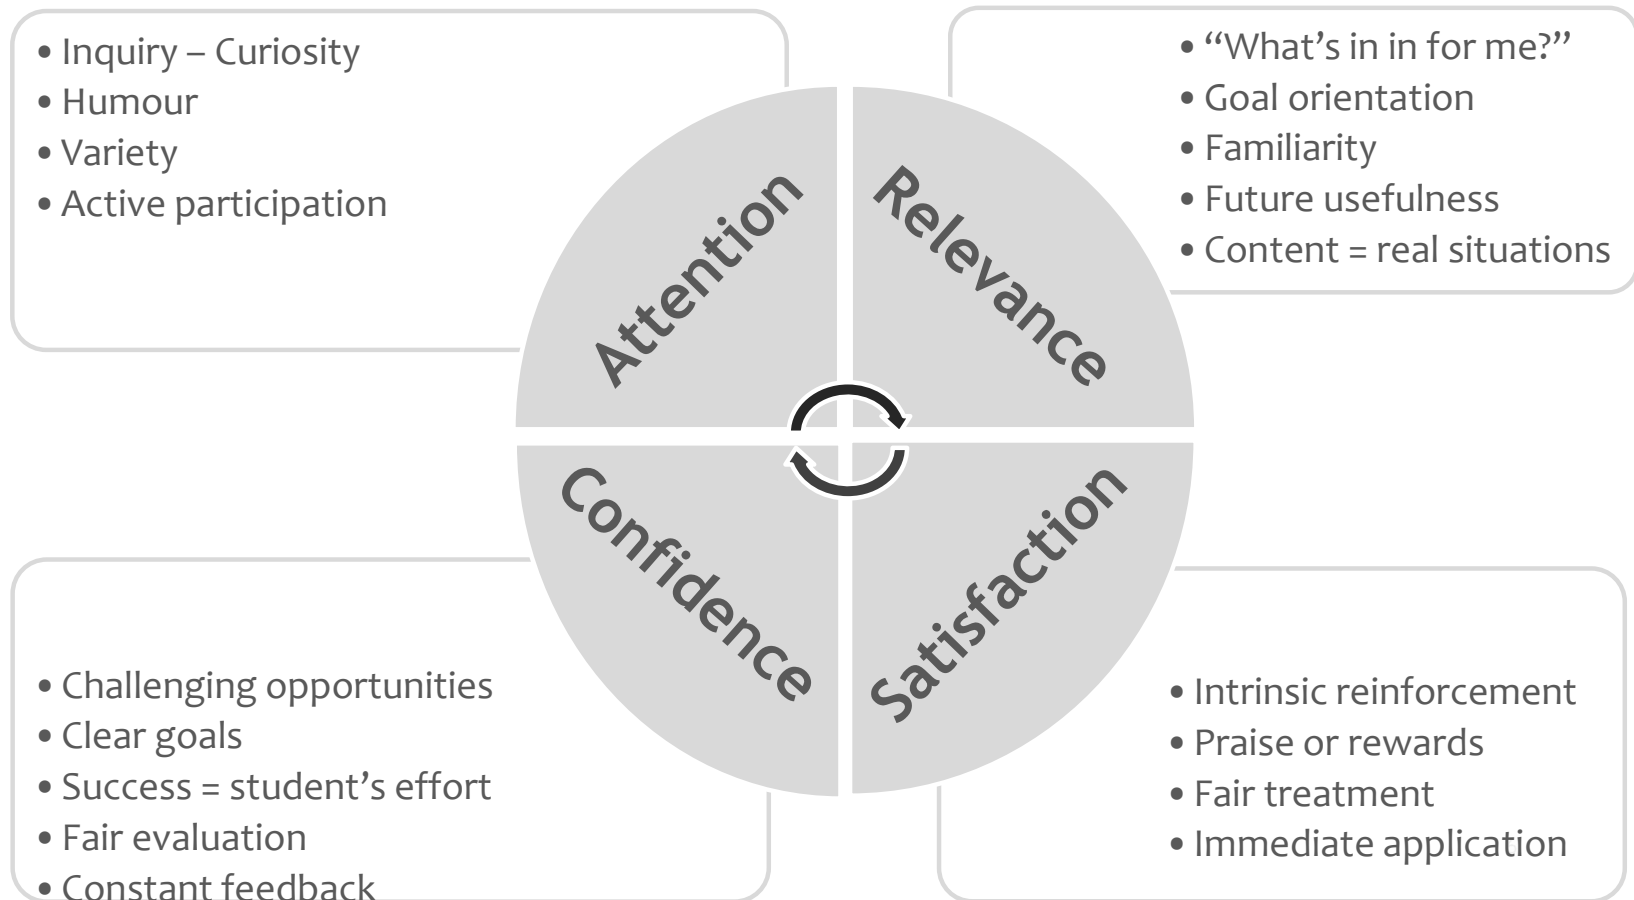 • Inquiry – Curiosity
• Humour
• Variety
• Active participation
• “What’s in in for me?”
• Goal orientation
• Familiarity
• Future usefulness
• Content = real situations
Attention
Relevance
Confidence
Satisfaction
• Challenging opportunities
• Clear goals
• Success = student’s effort
• Fair evaluation
• Constant feedback
• Intrinsic reinforcement
• Praise or rewards
• Fair treatment
• Immediate application